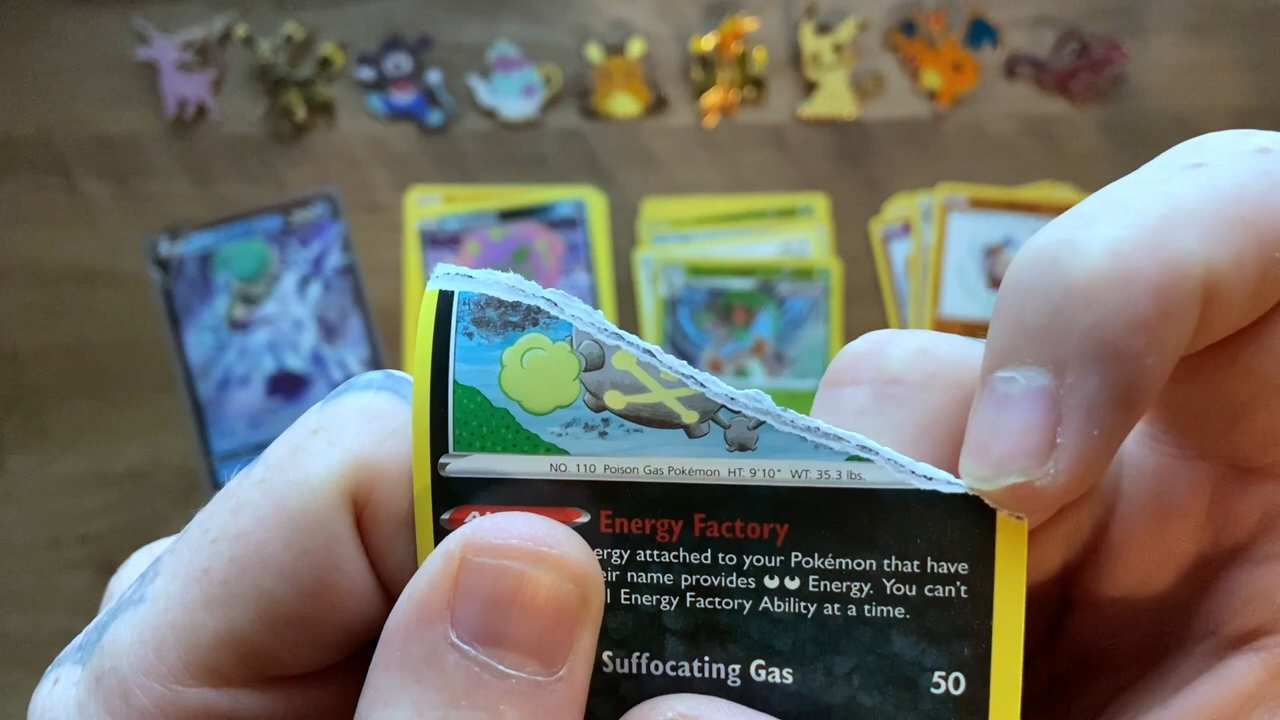 NO. 110 Poison Gas Pokémon HT: 9'10" WT: 35.3 lbs.
Energy Factory
ergy attached to your Pokémon that have
eir name provides Energy. You can't
l Energy Factory Ability at a time.
Suffocating Gas 50